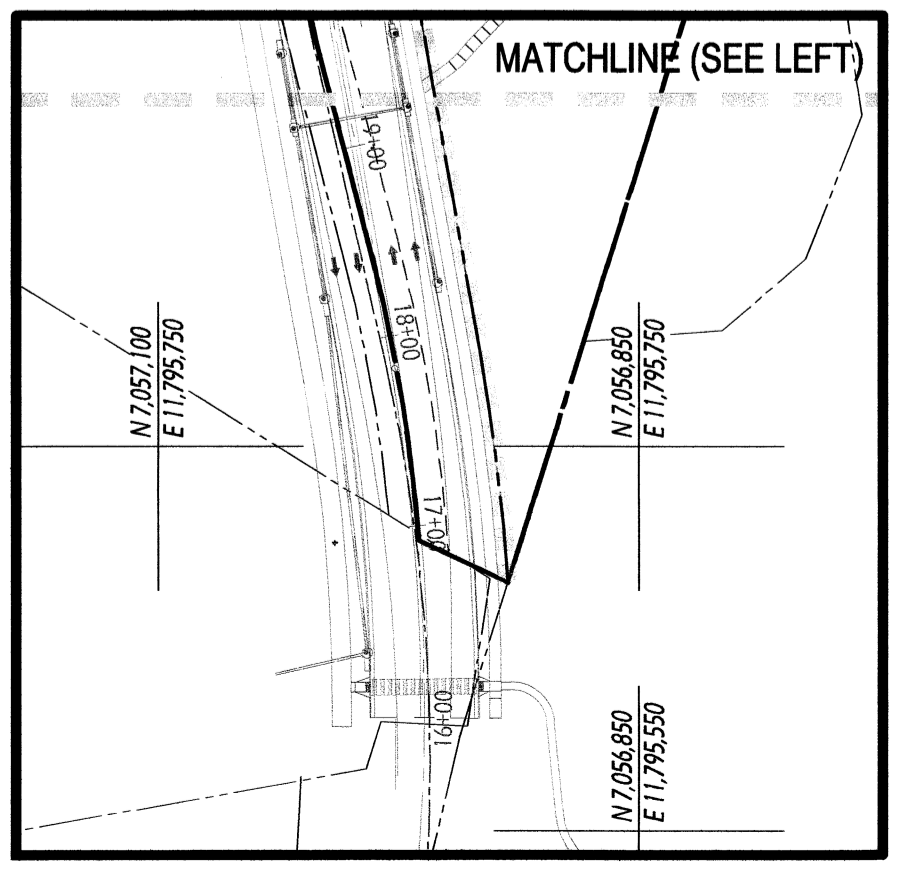 MATCHLINE (SEE LEFT)
19+00
18+00
N 7,057,100
E 11,795,750
N 7,056,850
E 11,795,750
17+00
16+00
N 7,056,850
E 11,795,550